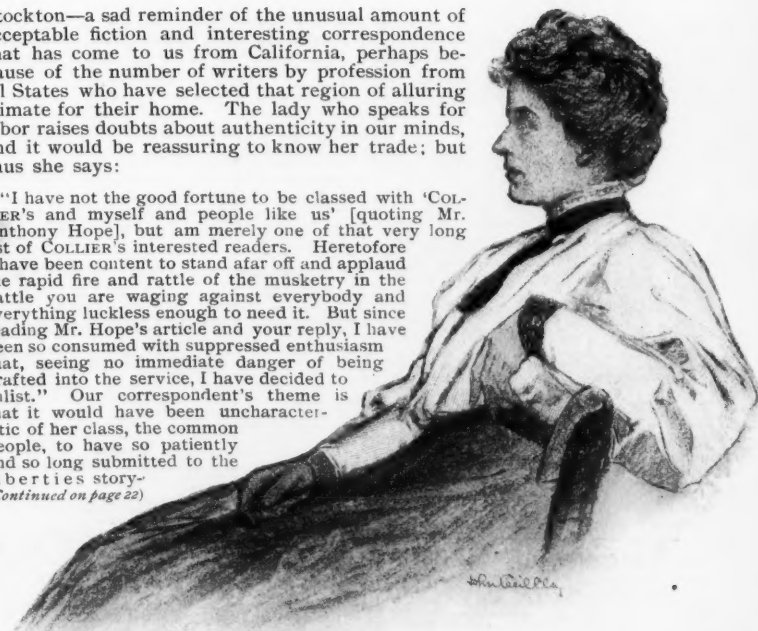 tockton—a sad reminder of the unusual amount of
cceptable fiction and interesting correspondence
hat has come to us from California, perhaps be-
ause of the number of writers by profession from
ll States who have selected that region of alluring
limate for their home. The lady who speaks for
abor raises doubts about authenticity in our minds,
nd it would be reassuring to know her trade; but
hus she says:
"I have not the good fortune to be classed with 'COL-
IER's and myself and people like us' [quoting Mr.
nthony Hope], but am merely one of that very long
st of COLLIER's interested readers. Heretofore
have been content to stand afar off and applaud
he rapid fire and rattle of the musketry in the
attle you are waging against everybody and
verything luckless enough to need it. But since
eading Mr. Hope's article and your reply, I have
een so consumed with suppressed enthusiasm
hat, seeing no immediate danger of being
rafted into the service, I have decided to
nlist." Our correspondent's theme is
hat it would have been uncharacter-
stic of her class, the common
eople, to have so patiently
nd so long submitted to the
iberties story-
Continued on page 22)
John Cecil Clay